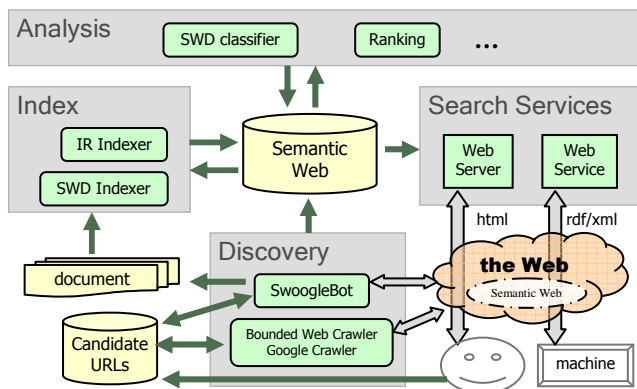 Analysis
SWD classifier
Ranking
...
Index
IR Indexer
SWD Indexer
Semantic
Web
Search Services
Web
Server
Web
Service
html
rdf/xml
document
Discovery
SwoogleBot
Bounded Web Crawler
Google Crawler
the Web
Semantic Web
Candidate
URLs
machine